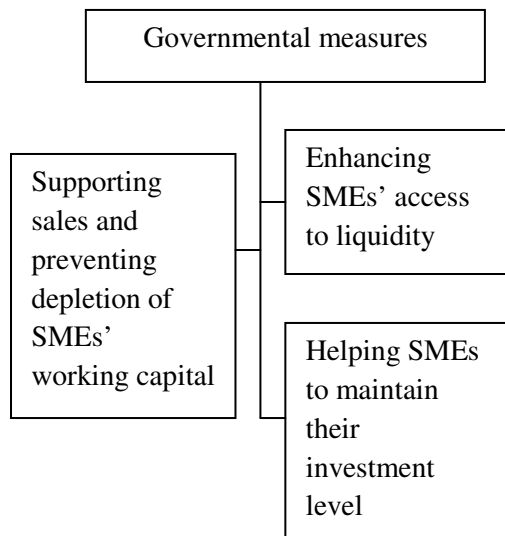 Governmental measures
Supporting
sales and
preventing
depletion of
SMEs'
working capital
Enhancing
SMEs' access
to liquidity
Helping SMEs
to maintain
their
investment
level